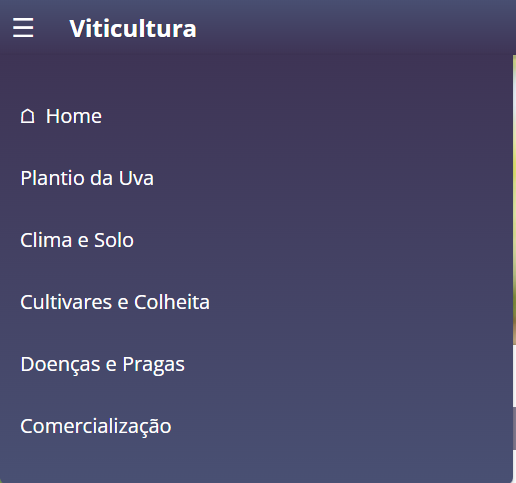 Viticultura
Home
Plantio da Uva
Clima e Solo
Cultivares e Colheita
Doenças e Pragas
Comercialização